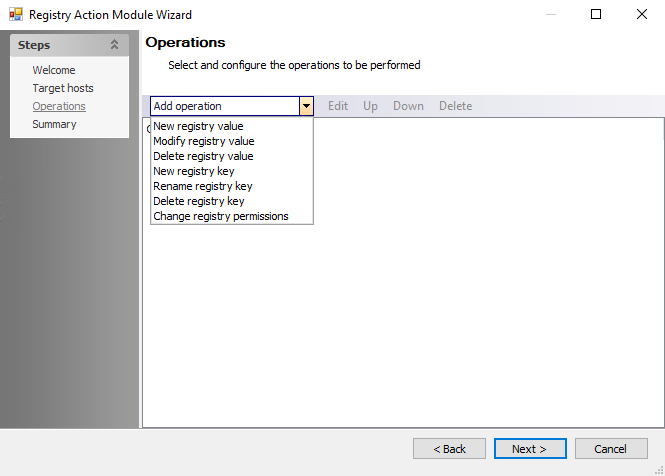 Registry Action Module Wizard
Steps
Welcome
Target hosts
Operations
Summary
Operations
Select and configure the operations to be performed
Add operation
Edit Up Down Delete
New registry value
Modify registry value
Delete registry value
New registry key
Rename registry key
Delete registry key
Change registry permissions
< Back
Next >
Cancel